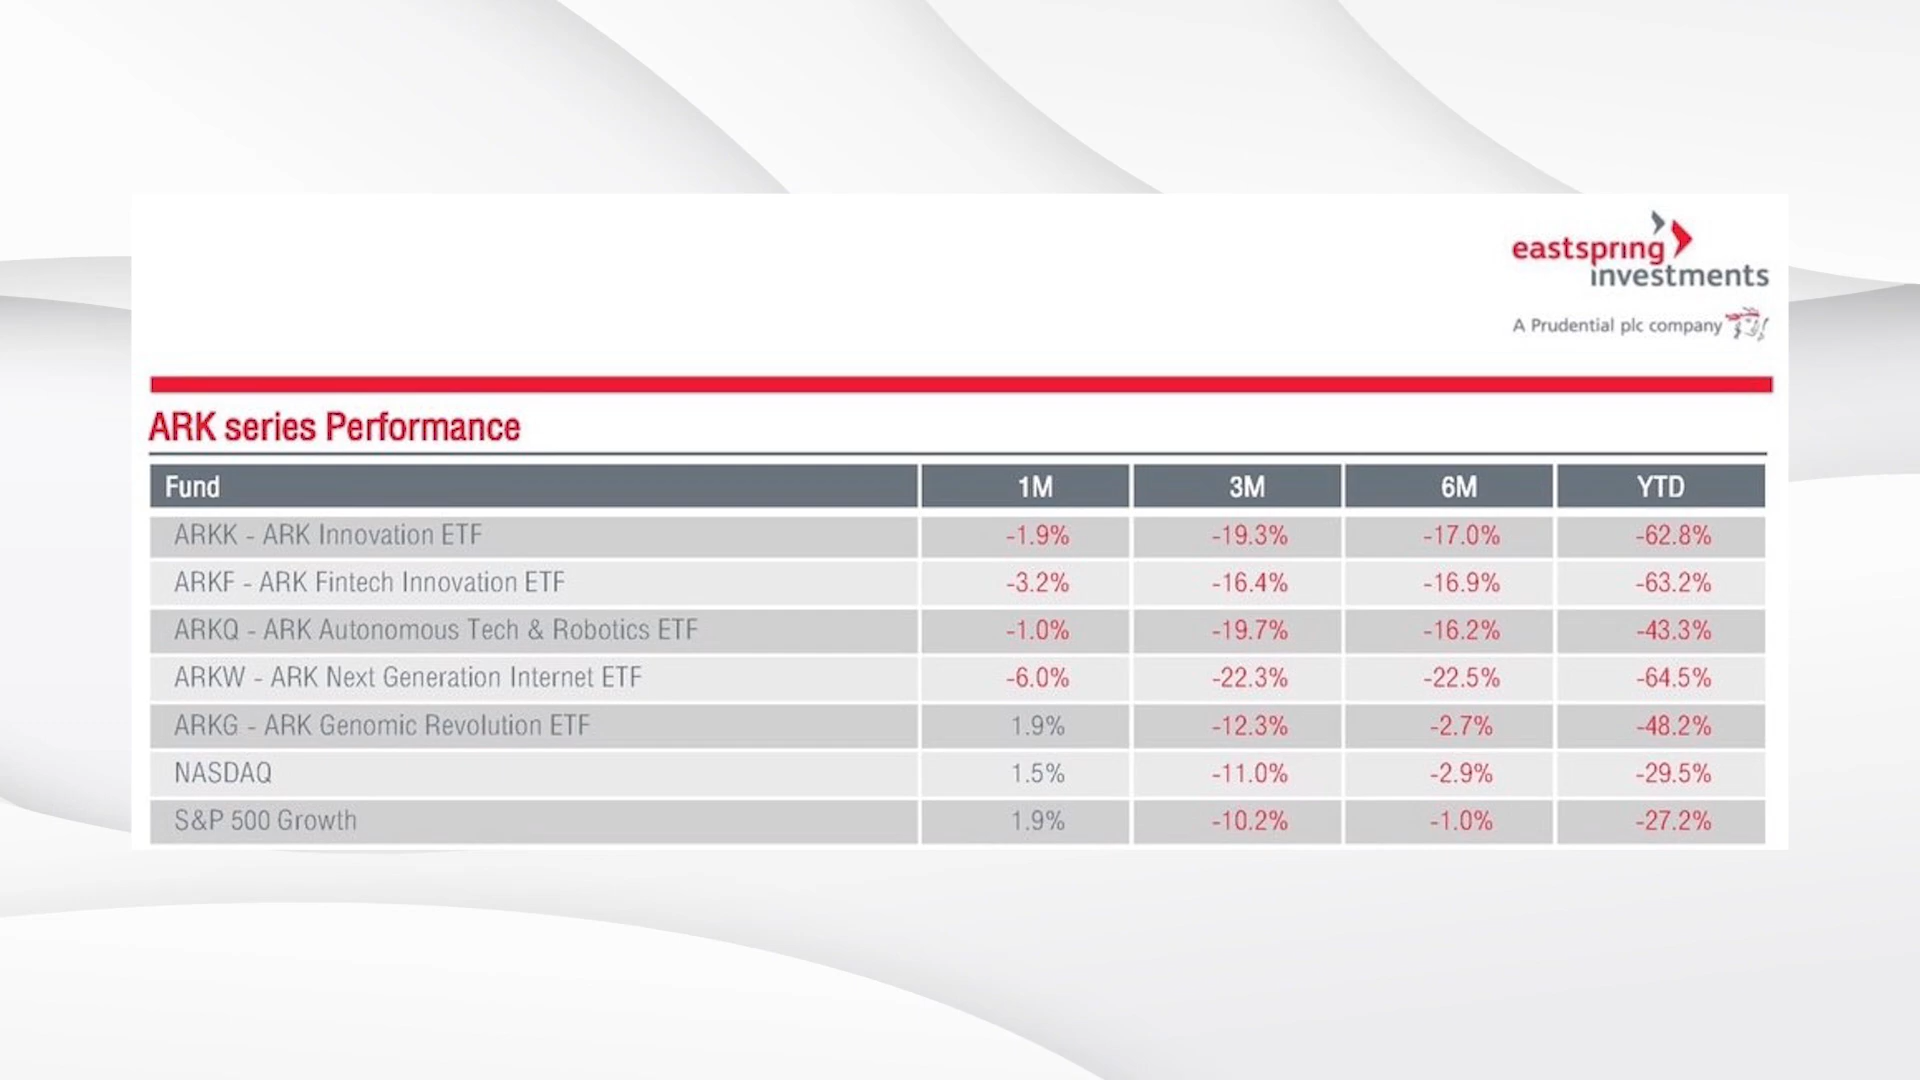 eastspring
investments
A Prudential plc company
ARK series Performance
Fund 1M 3M 6M YTD
ARKK - ARK Innovation ETF -1.9% -19.3% -17.0% -62.8%
ARKF - ARK Fintech Innovation ETF -3.2% -16.4% -16.9% -63.2%
ARKQ - ARK Autonomous Tech & Robotics ETF -1.0% -19.7% -16.2% -43.3%
ARKW - ARK Next Generation Internet ETF -6.0% -22.3% -22.5% -64.5%
ARKG - ARK Genomic Revolution ETF 1.9% -12.3% -2.7% -48.2%
NASDAQ 1.5% -11.0% -2.9% -29.5%
S&P 500 Growth 1.9% -10.2% -1.0% -27.2%